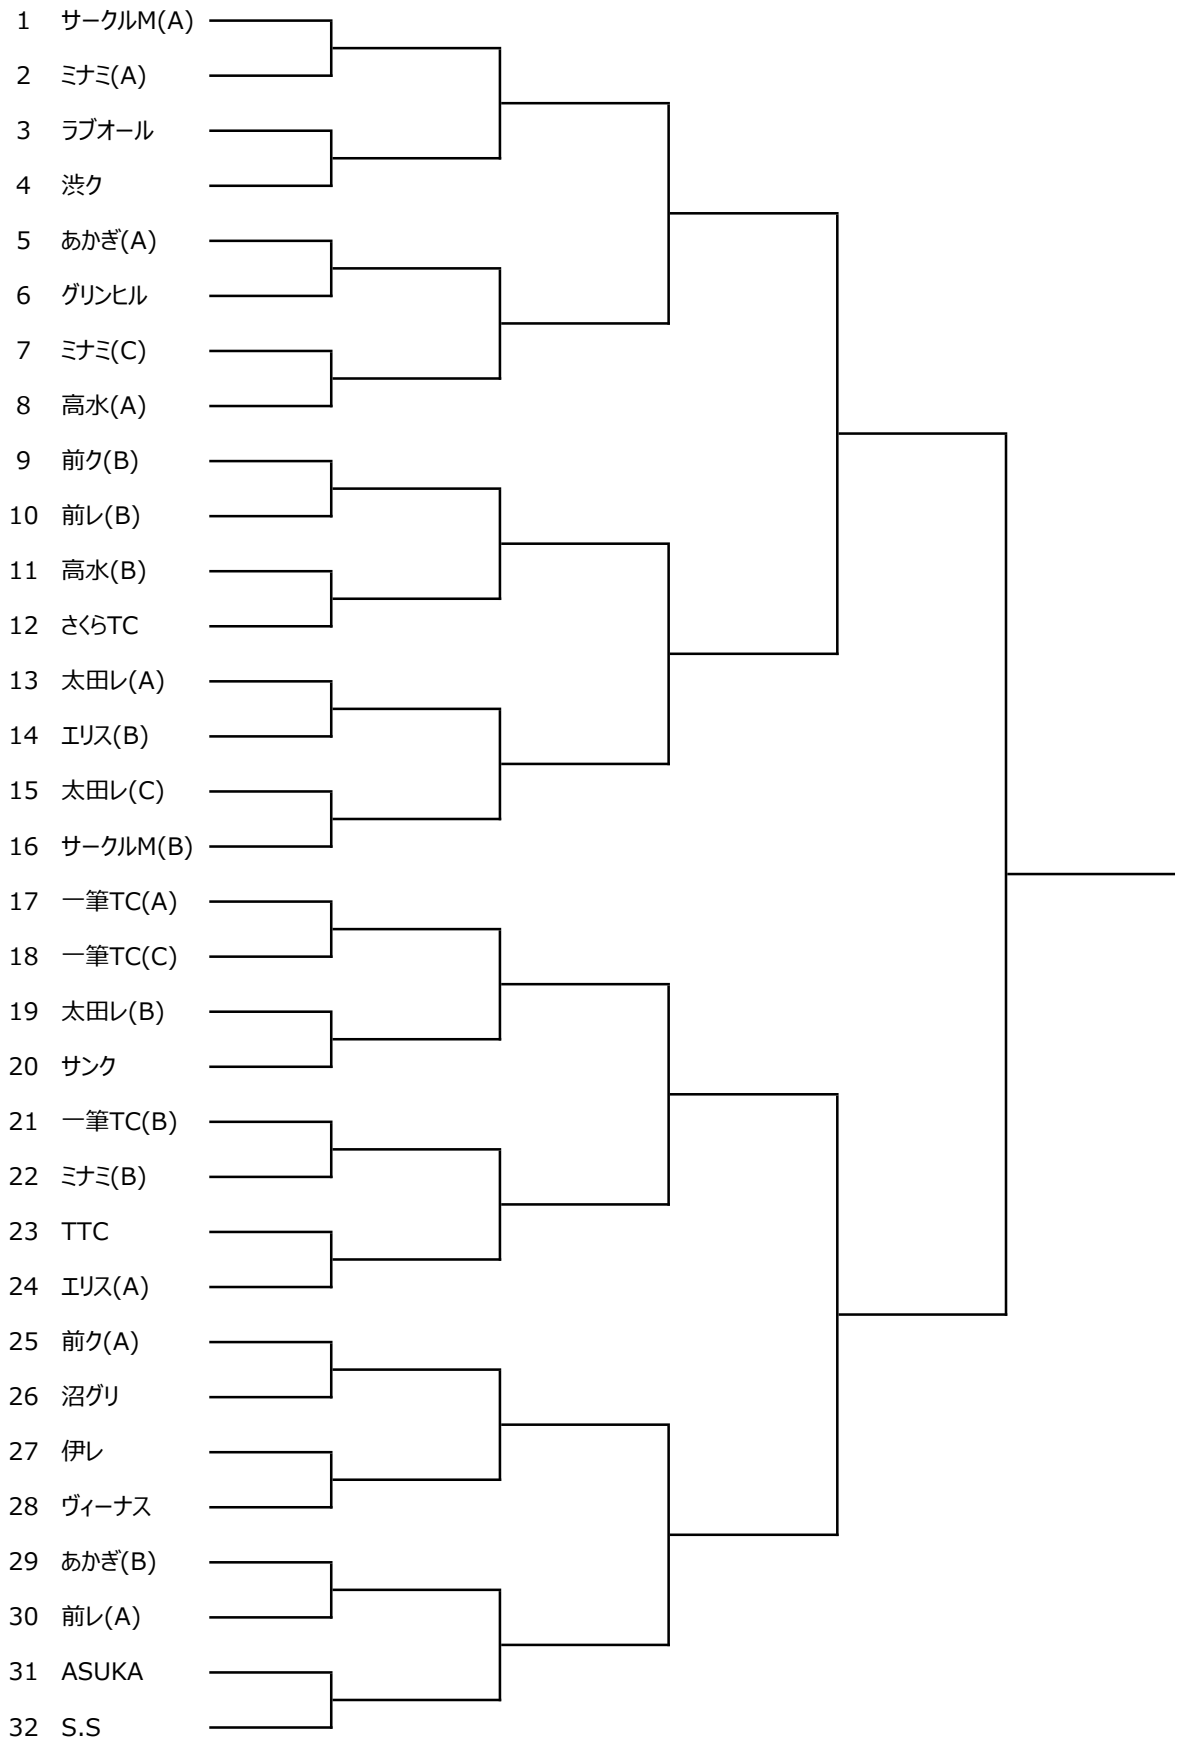 1 サークルM(A)
2 ミナミ(A)
3 ラブオール
4 渋ク
5 あかぎ(A)
6 グリンヒル
7 ミナミ(C)
8 高水(A)
9 前ク(B)
10 前レ(B)
11 高水(B)
12 さくらTC
13 太田レ(A)
14 エリス(B)
15 太田レ(C)
16 サークルM(B)
17 一筆TC(A)
18 一筆TC(C)
19 太田レ(B)
20 サンク
21 一筆TC(B)
22 ミナミ(B)
23 TTC
24 エリス(A)
25 前ク(A)
26 沼グリ
27 伊レ
28 ヴィーナス
29 あかぎ(B)
30 前レ(A)
31 ASUKA
32 S.S